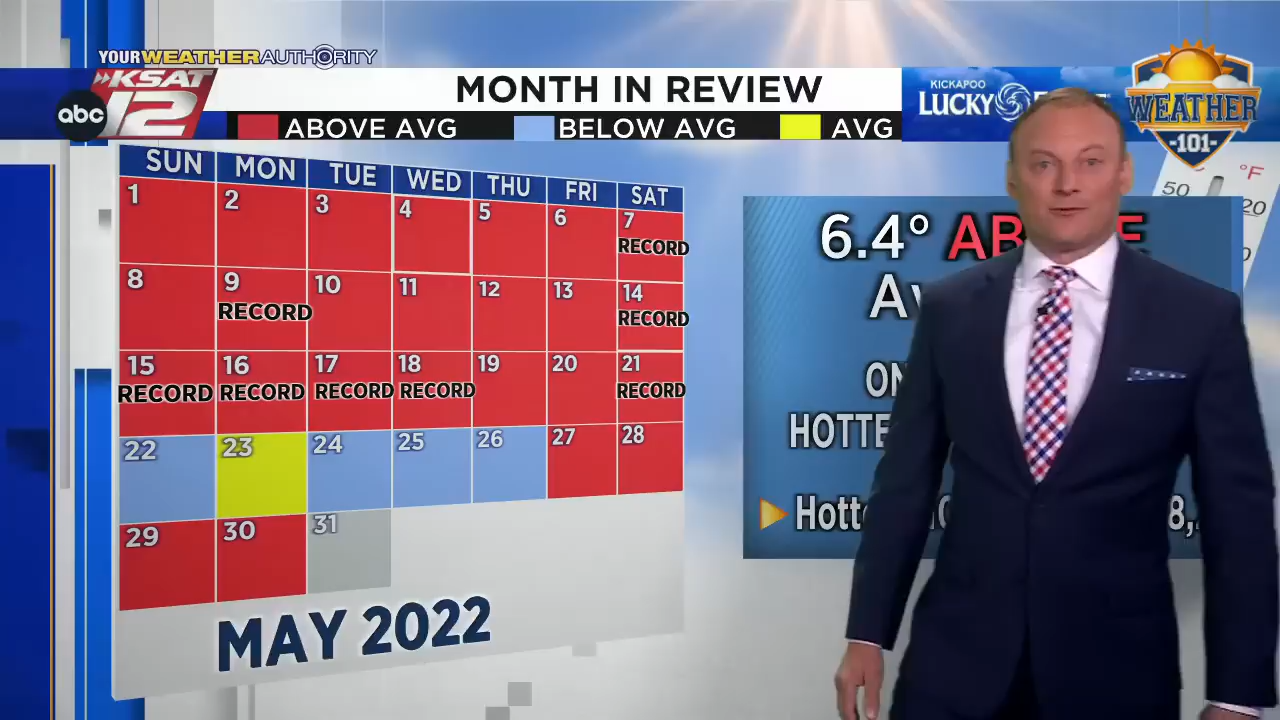 YOUR WEATHER AUTHORITY
KSAT
abc 12
MONTH IN REVIEW
ABOVE AVG BELOW AVG AVG
KICKAPOO
LUCKY
WEATHER
-101-
°F
50
20
SUN MON TUE WED THU FRI SAT
1 2 3 4 5 6 7
RECORD
8 9 10 11 12 13 14
RECORD RECORD
15 16 17 18 19 20 21
RECORD RECORD RECORD RECORD RECORD
22 23 24 25 26 27 28
29 30 31
MAY 2022
6.4°